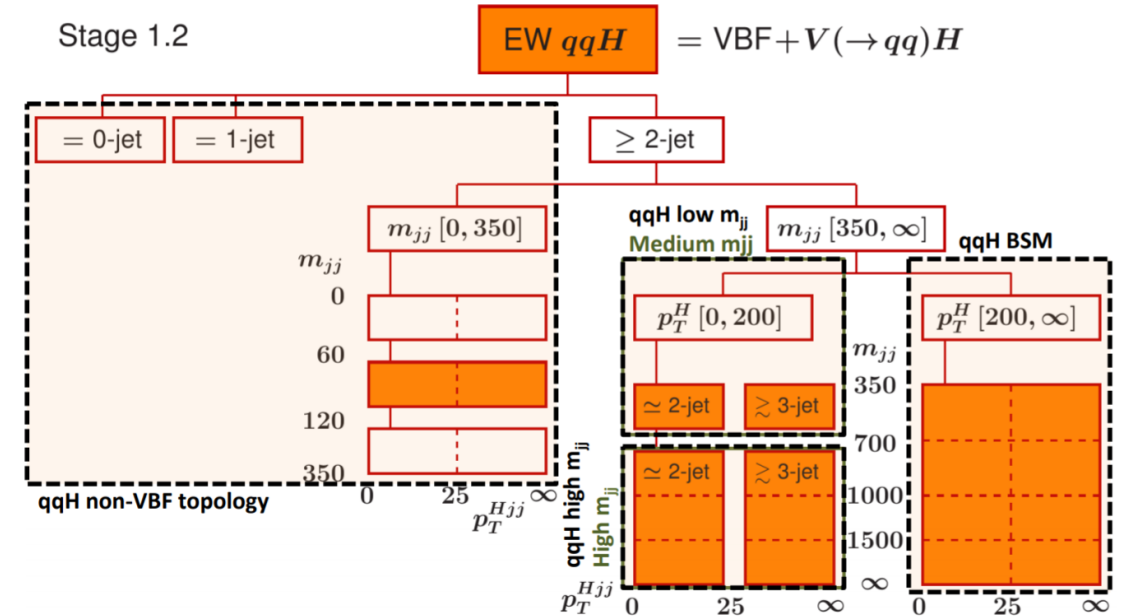 Stage 1.2
EW qqH
= VBF+V(→qq)H
= 0-jet
= 1-jet
≥ 2-jet
m_jj [0, 350]
qqH low m_jj
Medium mjj
m_jj [350, ∞]
qqH BSM
m_jj
0
60
120
350
0 25 ∞
p_T^Hjj
qqH non-VBF topology
p_T^H [0, 200]
p_T^H [200, ∞]
≃ 2-jet
≳ 3-jet
qqH high m_jj
High m_jj
≃ 2-jet
≳ 3-jet
m_jj
350
700
1000
1500
∞
p_T^Hjj
0 25 ∞
0 25 ∞